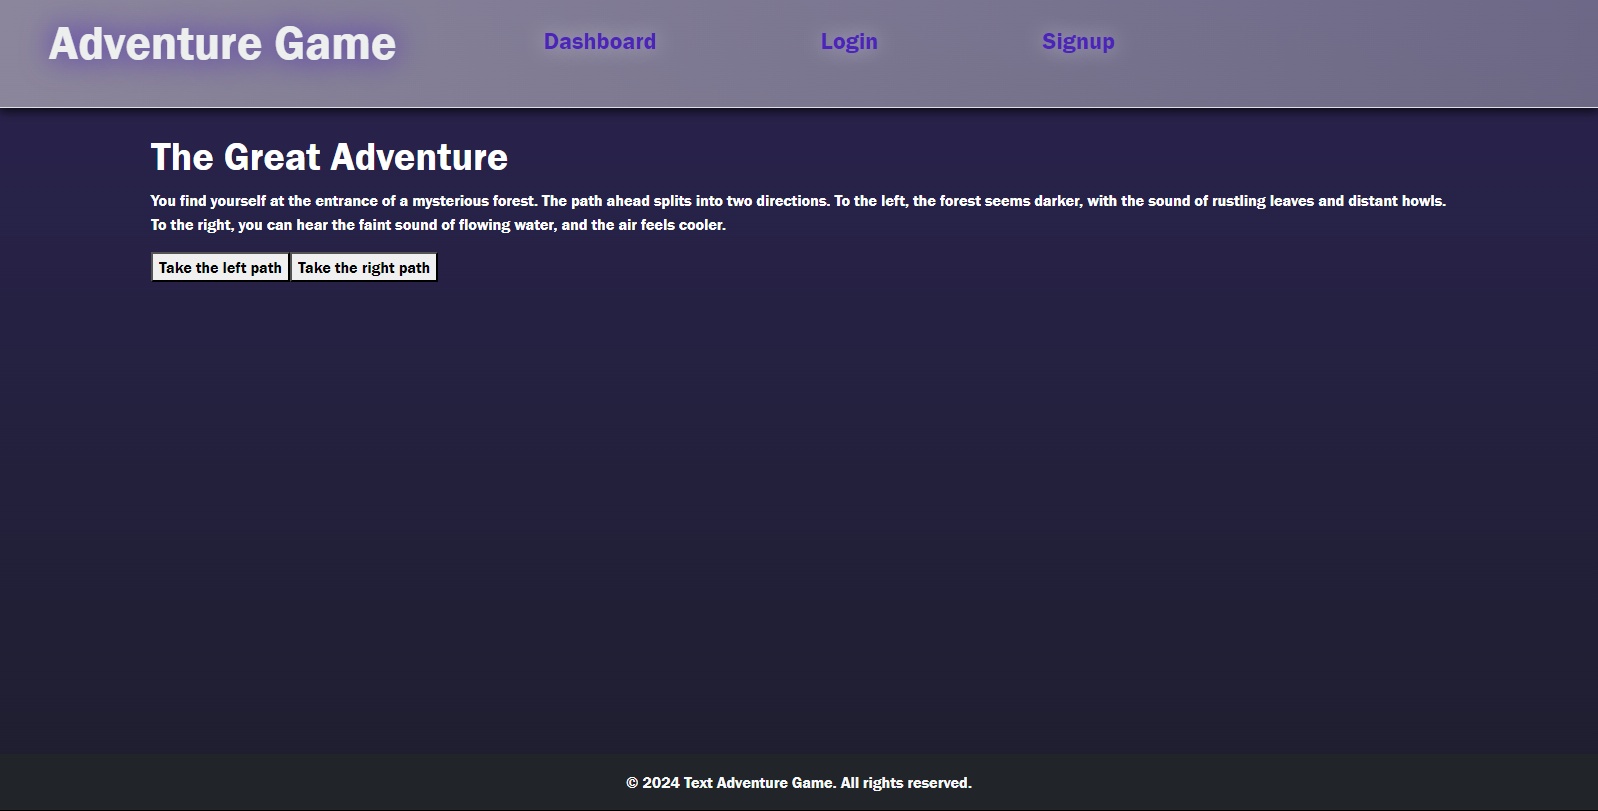 Adventure Game
Dashboard
Login
Signup
The Great Adventure
You find yourself at the entrance of a mysterious forest. The path ahead splits into two directions. To the left, the forest seems darker, with the sound of rustling leaves and distant howls.
To the right, you can hear the faint sound of flowing water, and the air feels cooler.
Take the left path
Take the right path
© 2024 Text Adventure Game. All rights reserved.